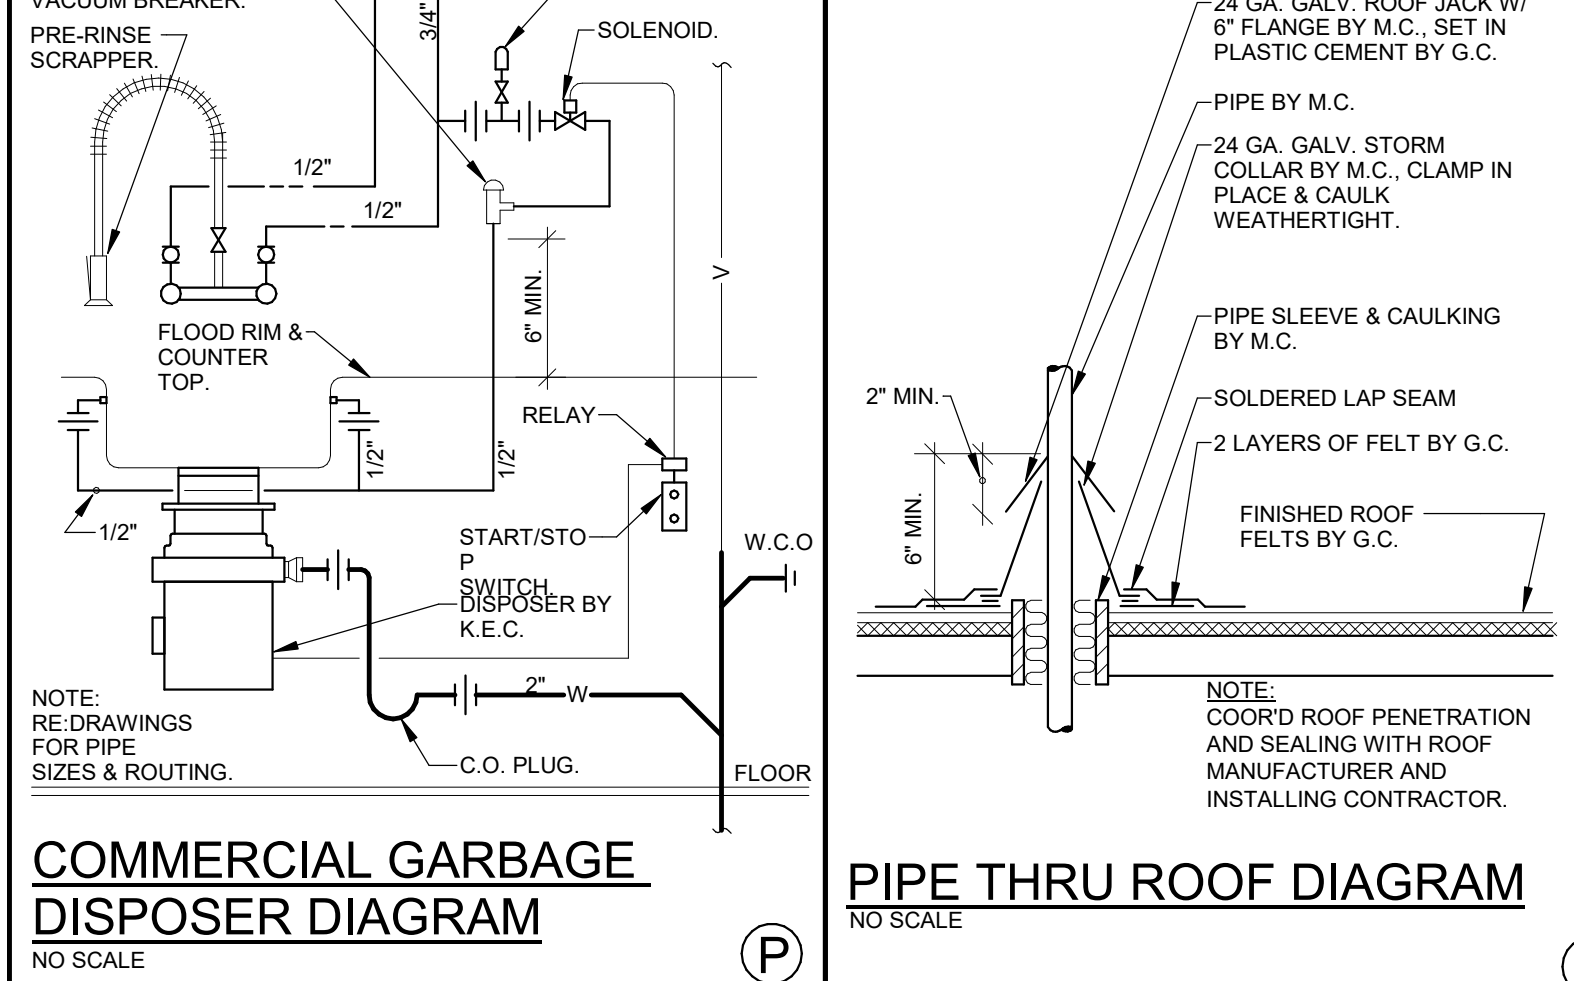 VACUUM BREAKER.
PRE-RINSE
SCRAPPER.
3/4"
SOLENOID.
1/2"
1/2"
V
6" MIN.
FLOOD RIM &
COUNTER
TOP.
RELAY
1/2"
1/2"
1/2"
START/STO
P
SWITCH.
W.C.O
DISPOSER BY
K.E.C.
2"
W
NOTE:
RE:DRAWINGS
FOR PIPE
SIZES & ROUTING.
C.O. PLUG.
FLOOR
COMMERCIAL GARBAGE
DISPOSER DIAGRAM
NO SCALE
P
24 GA. GALV. ROOF JACK W/
6" FLANGE BY M.C., SET IN
PLASTIC CEMENT BY G.C.
PIPE BY M.C.
24 GA. GALV. STORM
COLLAR BY M.C., CLAMP IN
PLACE & CAULK
WEATHERTIGHT.
PIPE SLEEVE & CAULKING
BY M.C.
2" MIN.
SOLDERED LAP SEAM
2 LAYERS OF FELT BY G.C.
6" MIN.
FINISHED ROOF
FELTS BY G.C.
NOTE:
COOR'D ROOF PENETRATION
AND SEALING WITH ROOF
MANUFACTURER AND
INSTALLING CONTRACTOR.
PIPE THRU ROOF DIAGRAM
NO SCALE